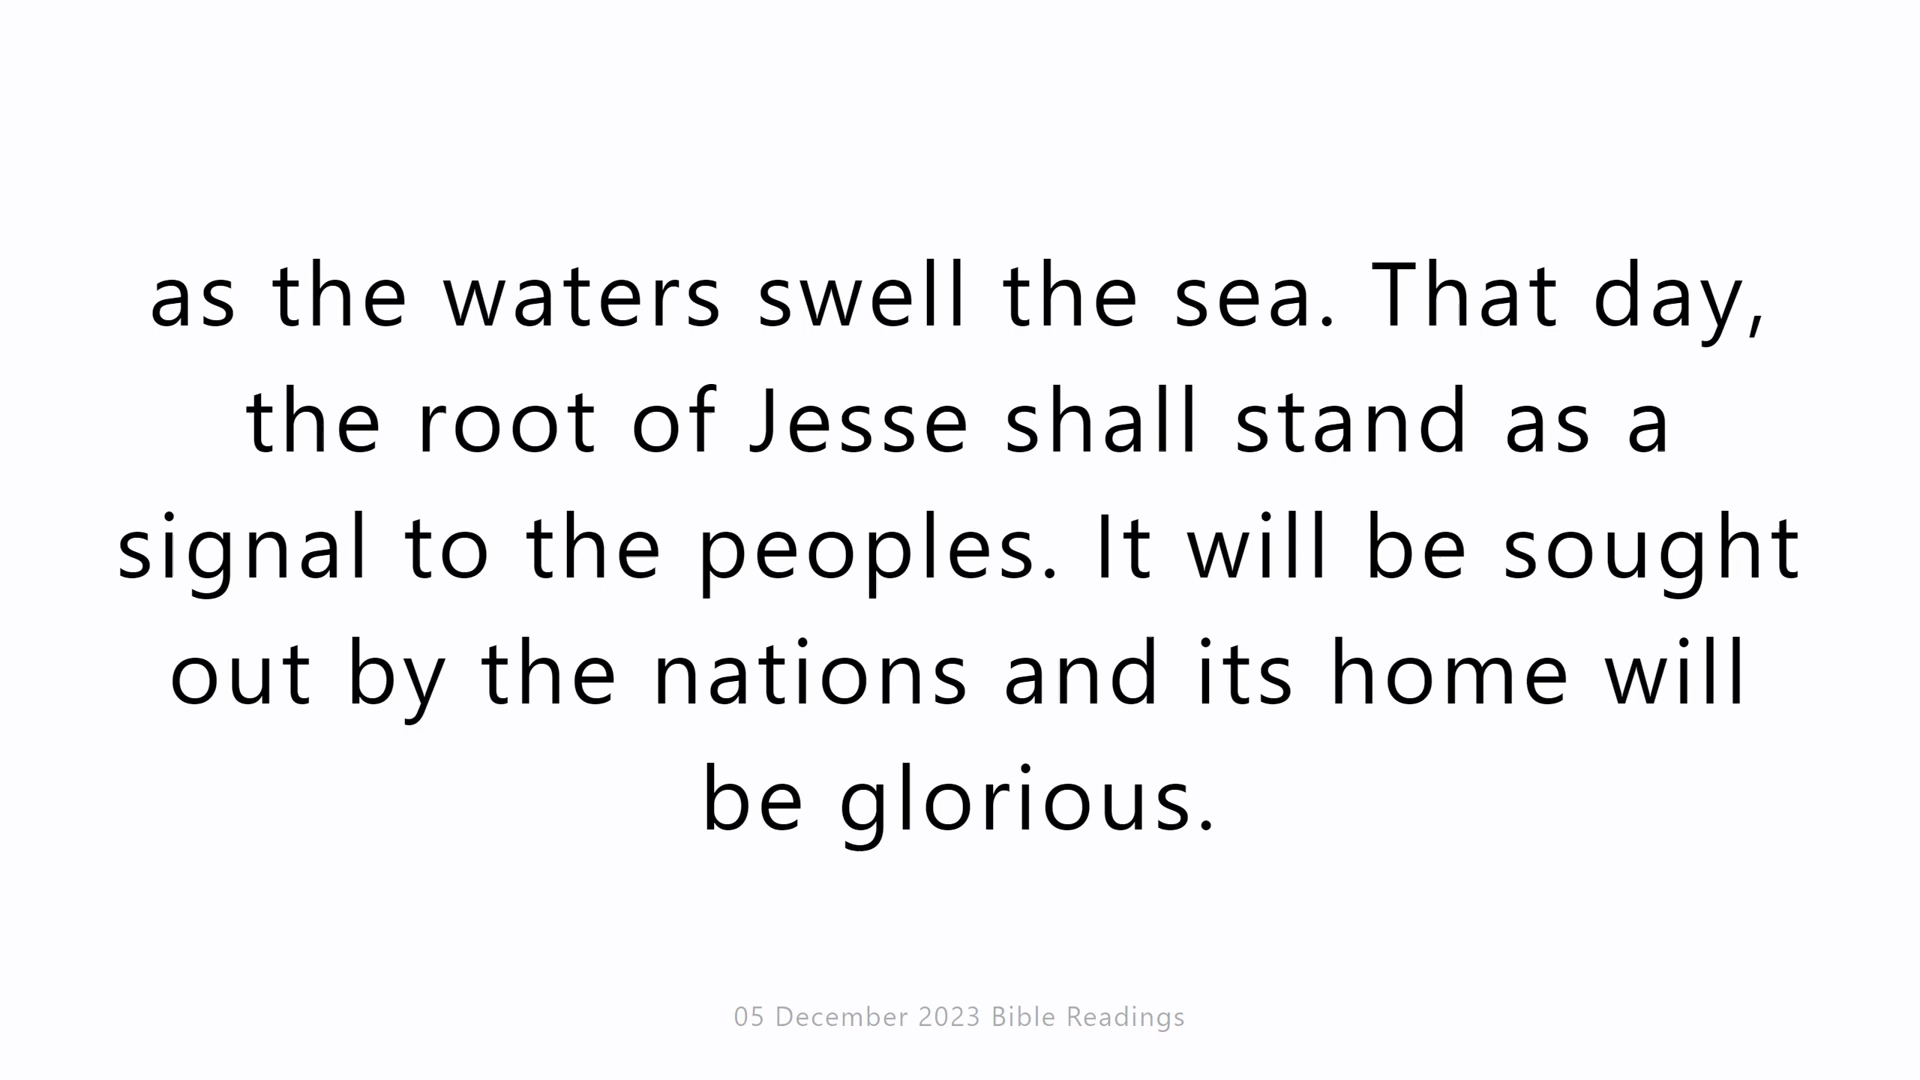 as the waters swell the sea. That day,
the root of Jesse shall stand as a
signal to the peoples. It will be sought
out by the nations and its home will
be glorious.
05 December 2023 Bible Readings